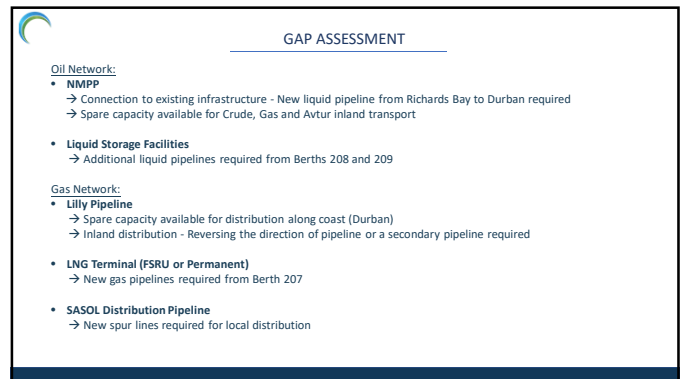 GAP ASSESSMENT
Oil Network:
• NMPP
→ Connection to existing infrastructure - New liquid pipeline from Richards Bay to Durban required
→ Spare capacity available for Crude, Gas and Avtur inland transport
• Liquid Storage Facilities
→ Additional liquid pipelines required from Berths 208 and 209
Gas Network:
• Lilly Pipeline
→ Spare capacity available for distribution along coast (Durban)
→ Inland distribution - Reversing the direction of pipeline or a secondary pipeline required
• LNG Terminal (FSRU or Permanent)
→ New gas pipelines required from Berth 207
• SASOL Distribution Pipeline
→ New spur lines required for local distribution